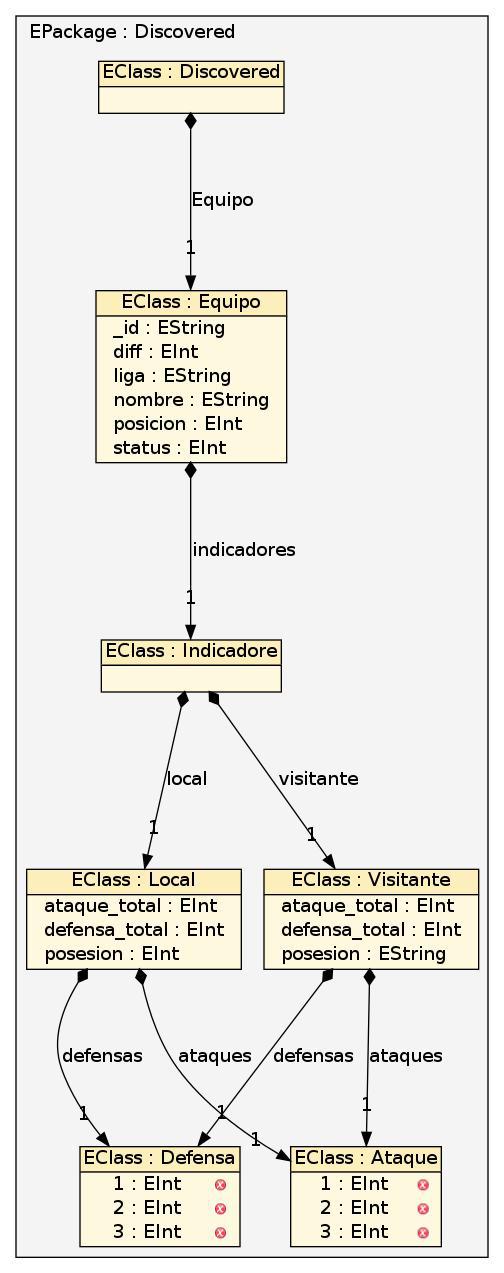 EPackage : Discovered
EClass : Discovered
Equipo
1
EClass : Equipo
_id : EString
diff : EInt
liga : EString
nombre : EString
posicion : EInt
status : EInt
indicadores
1
EClass : Indicadore
local
visitante
1
1
EClass : Local
ataque_total : EInt
defensa_total : EInt
posesion : EInt
EClass : Visitante
ataque_total : EInt
defensa_total : EInt
posesion : EString
defensas
ataques
defensas
ataques
1
1
1
1
EClass : Defensa
1 : EInt
2 : EInt
3 : EInt
EClass : Ataque
1 : EInt
2 : EInt
3 : EInt